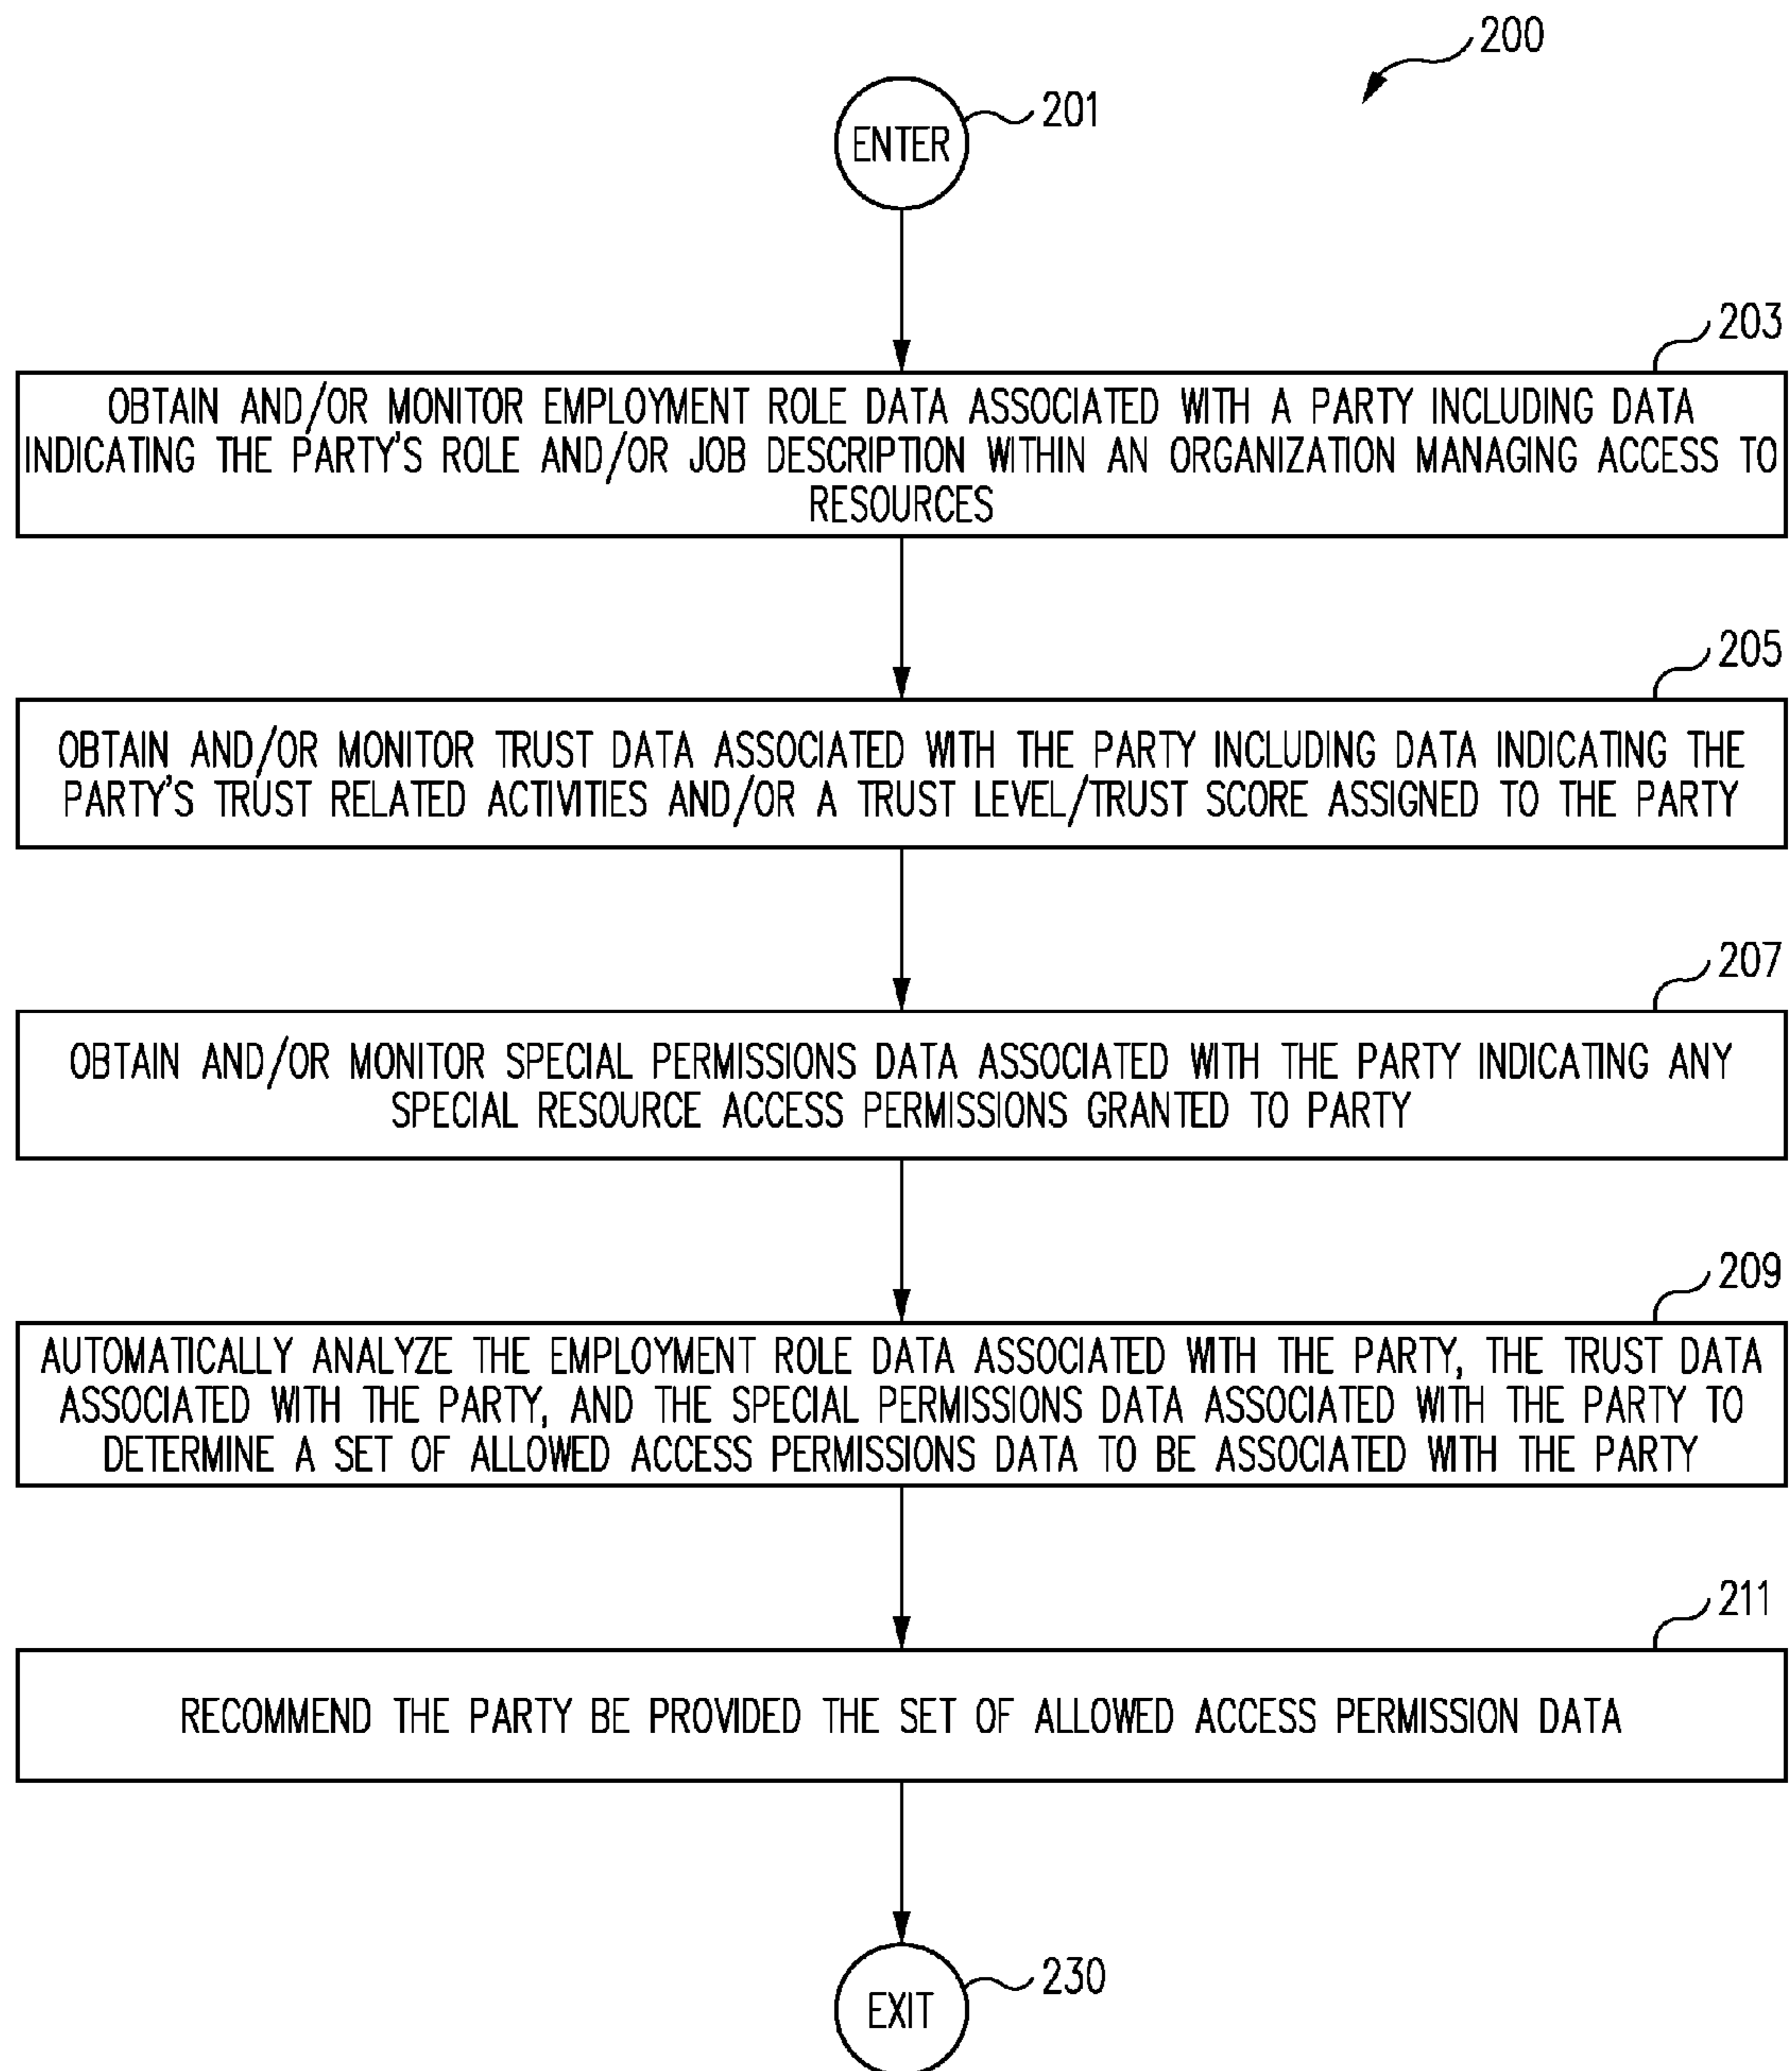 200
ENTER
201
203
OBTAIN AND/OR MONITOR EMPLOYMENT ROLE DATA ASSOCIATED WITH A PARTY INCLUDING DATA
INDICATING THE PARTY'S ROLE AND/OR JOB DESCRIPTION WITHIN AN ORGANIZATION MANAGING ACCESS TO
RESOURCES
205
OBTAIN AND/OR MONITOR TRUST DATA ASSOCIATED WITH THE PARTY INCLUDING DATA INDICATING THE
PARTY'S TRUST RELATED ACTIVITIES AND/OR A TRUST LEVEL/TRUST SCORE ASSIGNED TO THE PARTY
207
OBTAIN AND/OR MONITOR SPECIAL PERMISSIONS DATA ASSOCIATED WITH THE PARTY INDICATING ANY
SPECIAL RESOURCE ACCESS PERMISSIONS GRANTED TO PARTY
209
AUTOMATICALLY ANALYZE THE EMPLOYMENT ROLE DATA ASSOCIATED WITH THE PARTY, THE TRUST DATA
ASSOCIATED WITH THE PARTY, AND THE SPECIAL PERMISSIONS DATA ASSOCIATED WITH THE PARTY TO
DETERMINE A SET OF ALLOWED ACCESS PERMISSIONS DATA TO BE ASSOCIATED WITH THE PARTY
211
RECOMMEND THE PARTY BE PROVIDED THE SET OF ALLOWED ACCESS PERMISSION DATA
230
EXIT